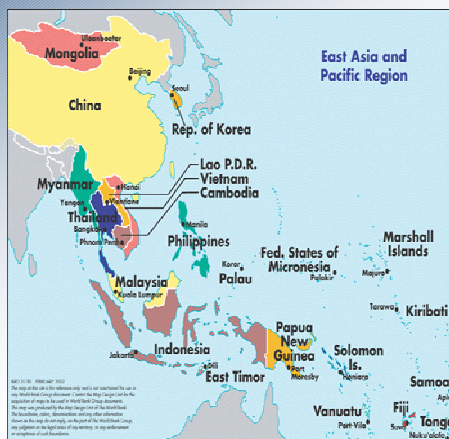 East Asia and
Pacific Region
Ulaanbaatar
Mongolia
Beijing
China
Seoul
Rep. of Korea
Lao P.D.R.
Vietnam
Cambodia
Myanmar
Hanoi
Yangon
Vientiane
Thailand
Bangkok
Phnom Penh
Manila
Philippines
Koror
Palau
Fed. States of
Micronesia
Palikir
Marshall
Islands
Majuro
Malaysia
Kuala Lumpur
Tarawa
Kiribati
Jakarta
Indonesia
Dili
East Timor
Papua
New
Guinea
Port
Moresby
Solomon
Is.
Honiara
Samoa
Api
Vanuatu
Port Vila
Fiji
Suva
Tong
Nuku'alofa